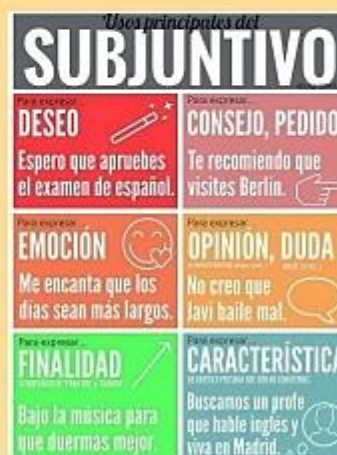 Usos principales del
SUBJUNTIVO
Para expresar...
DESEO
Espero que apruebes
el examen de español.
Para expresar...
CONSEJO, PEDIDO
Te recomiendo que
visites Berlín.
Para expresar...
EMOCIÓN
Me encanta que los
días sean más largos.
Para expresar...
OPINIÓN, DUDA
No creo que
Javi baile mal.
Para expresar...
FINALIDAD
Bajo la música para
que duermas mejor.
Para expresar...
CARACTERÍSTICA
Buscamos un profe
que hable inglés y
viva en Madrid.